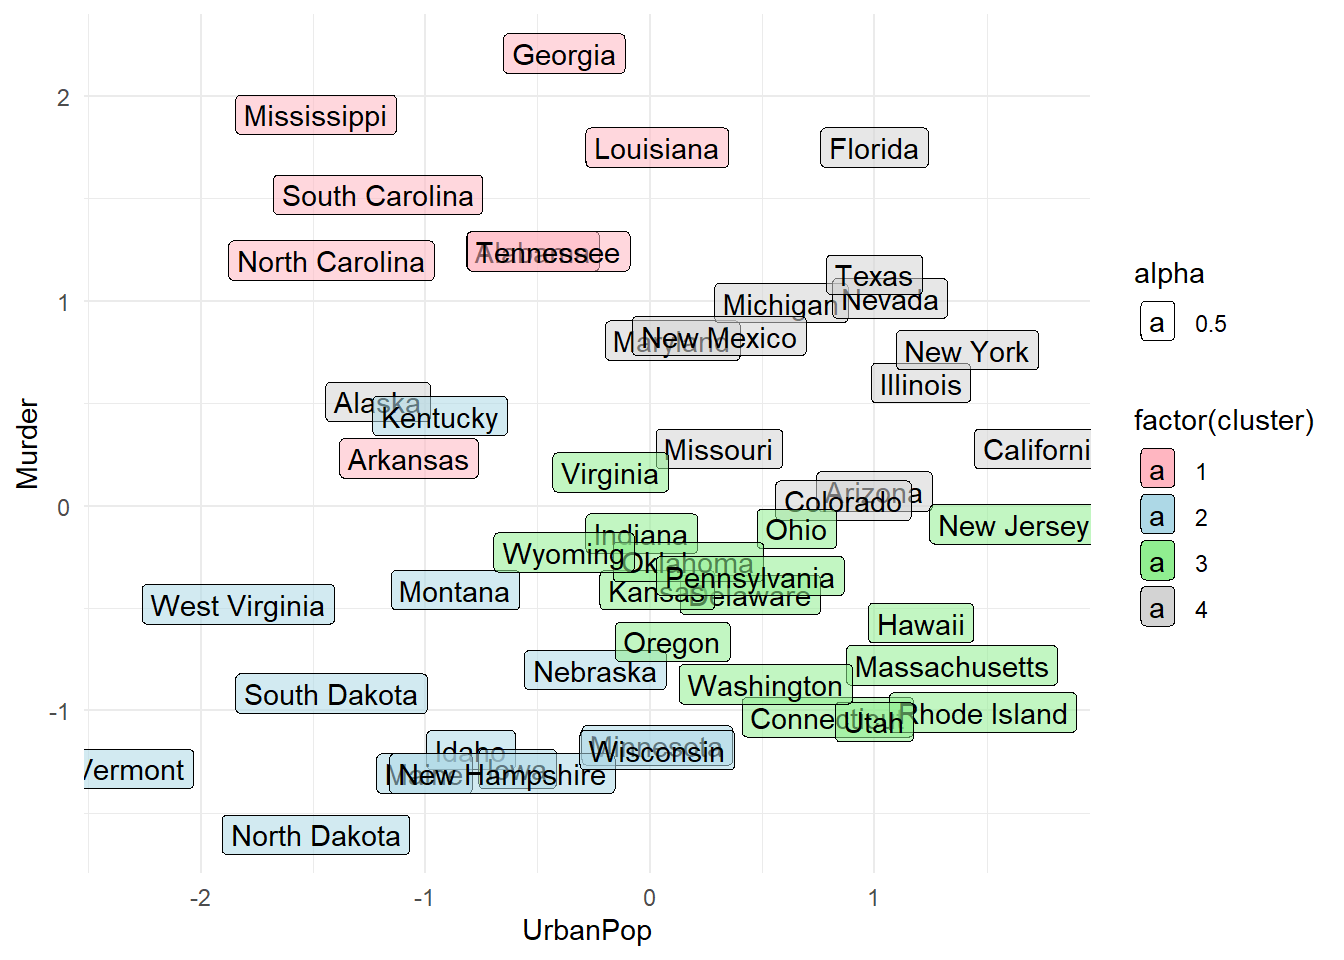 Georgia
Mississippi
Louisiana
Florida
South Carolina
Alabama
Tennessee
North Carolina
Texas
Michigan
Nevada
Maryland
New Mexico
New York
Illinois
Alaska
Kentucky
Arkansas
Missouri
Californi
Virginia
Arizona
Colorado
Indiana
Ohio
New Jersey
Wyoming
Oklahoma
Pennsylvania
Montana
Kansas
Delaware
West Virginia
Hawaii
Oregon
Nebraska
Massachusetts
South Dakota
Washington
Connecticut
Utah
Rhode Island
Idaho
Minnesota
Wisconsin
Vermont
Maine
New Hampshire
Iowa
North Dakota
2
1
0
-1
-2
-1
0
1
UrbanPop
Murder
alpha
a 0.5
factor(cluster)
a 1
a 2
a 3
a 4